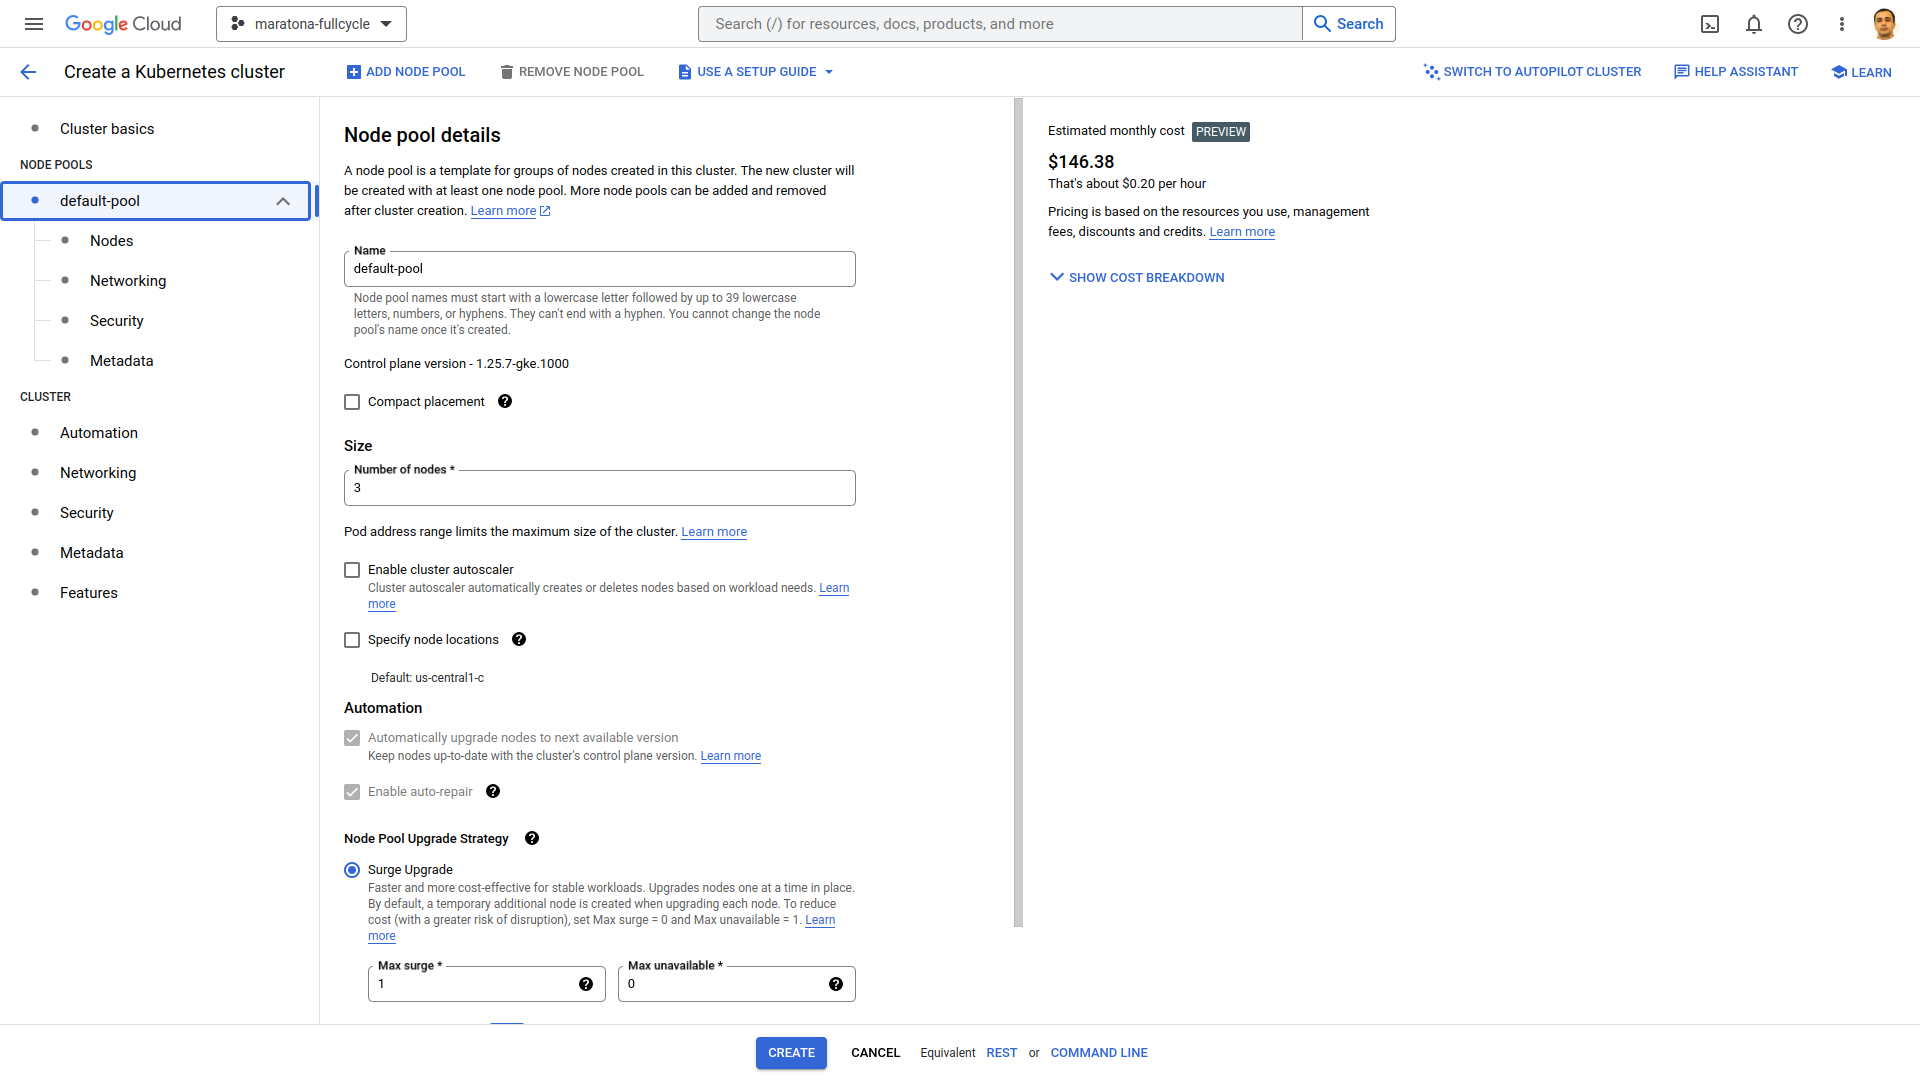 Google Cloud
maratona-fullcycle
Search (/) for resources, docs, products, and more
Search
Create a Kubernetes cluster
ADD NODE POOL
REMOVE NODE POOL
USE A SETUP GUIDE
SWITCH TO AUTOPILOT CLUSTER
HELP ASSISTANT
LEARN
Cluster basics
NODE POOLS
default-pool
Nodes
Networking
Security
Metadata
CLUSTER
Automation
Networking
Security
Metadata
Features
Node pool details
A node pool is a template for groups of nodes created in this cluster. The new cluster will
be created with at least one node pool. More node pools can be added and removed
after cluster creation. Learn more
Name
default-pool
Node pool names must start with a lowercase letter followed by up to 39 lowercase
letters, numbers, or hyphens. They can't end with a hyphen. You cannot change the node
pool's name once it's created.
Control plane version - 1.25.7-gke.1000
Compact placement
Size
Number of nodes *
3
Pod address range limits the maximum size of the cluster. Learn more
Enable cluster autoscaler
Cluster autoscaler automatically creates or deletes nodes based on workload needs. Learn
more
Specify node locations
Default: us-central1-c
Automation
Automatically upgrade nodes to next available version
Keep nodes up-to-date with the cluster's control plane version. Learn more
Enable auto-repair
Node Pool Upgrade Strategy
Surge Upgrade
Faster and more cost-effective for stable workloads. Upgrades nodes one at a time in place.
By default, a temporary additional node is created when upgrading each node. To reduce
cost (with a greater risk of disruption), set Max surge = 0 and Max unavailable = 1. Learn
more
Max surge *
1
Max unavailable *
0
Estimated monthly cost PREVIEW
$146.38
That's about $0.20 per hour
Pricing is based on the resources you use, management
fees, discounts and credits. Learn more
SHOW COST BREAKDOWN
CREATE
CANCEL
Equivalent REST or COMMAND LINE